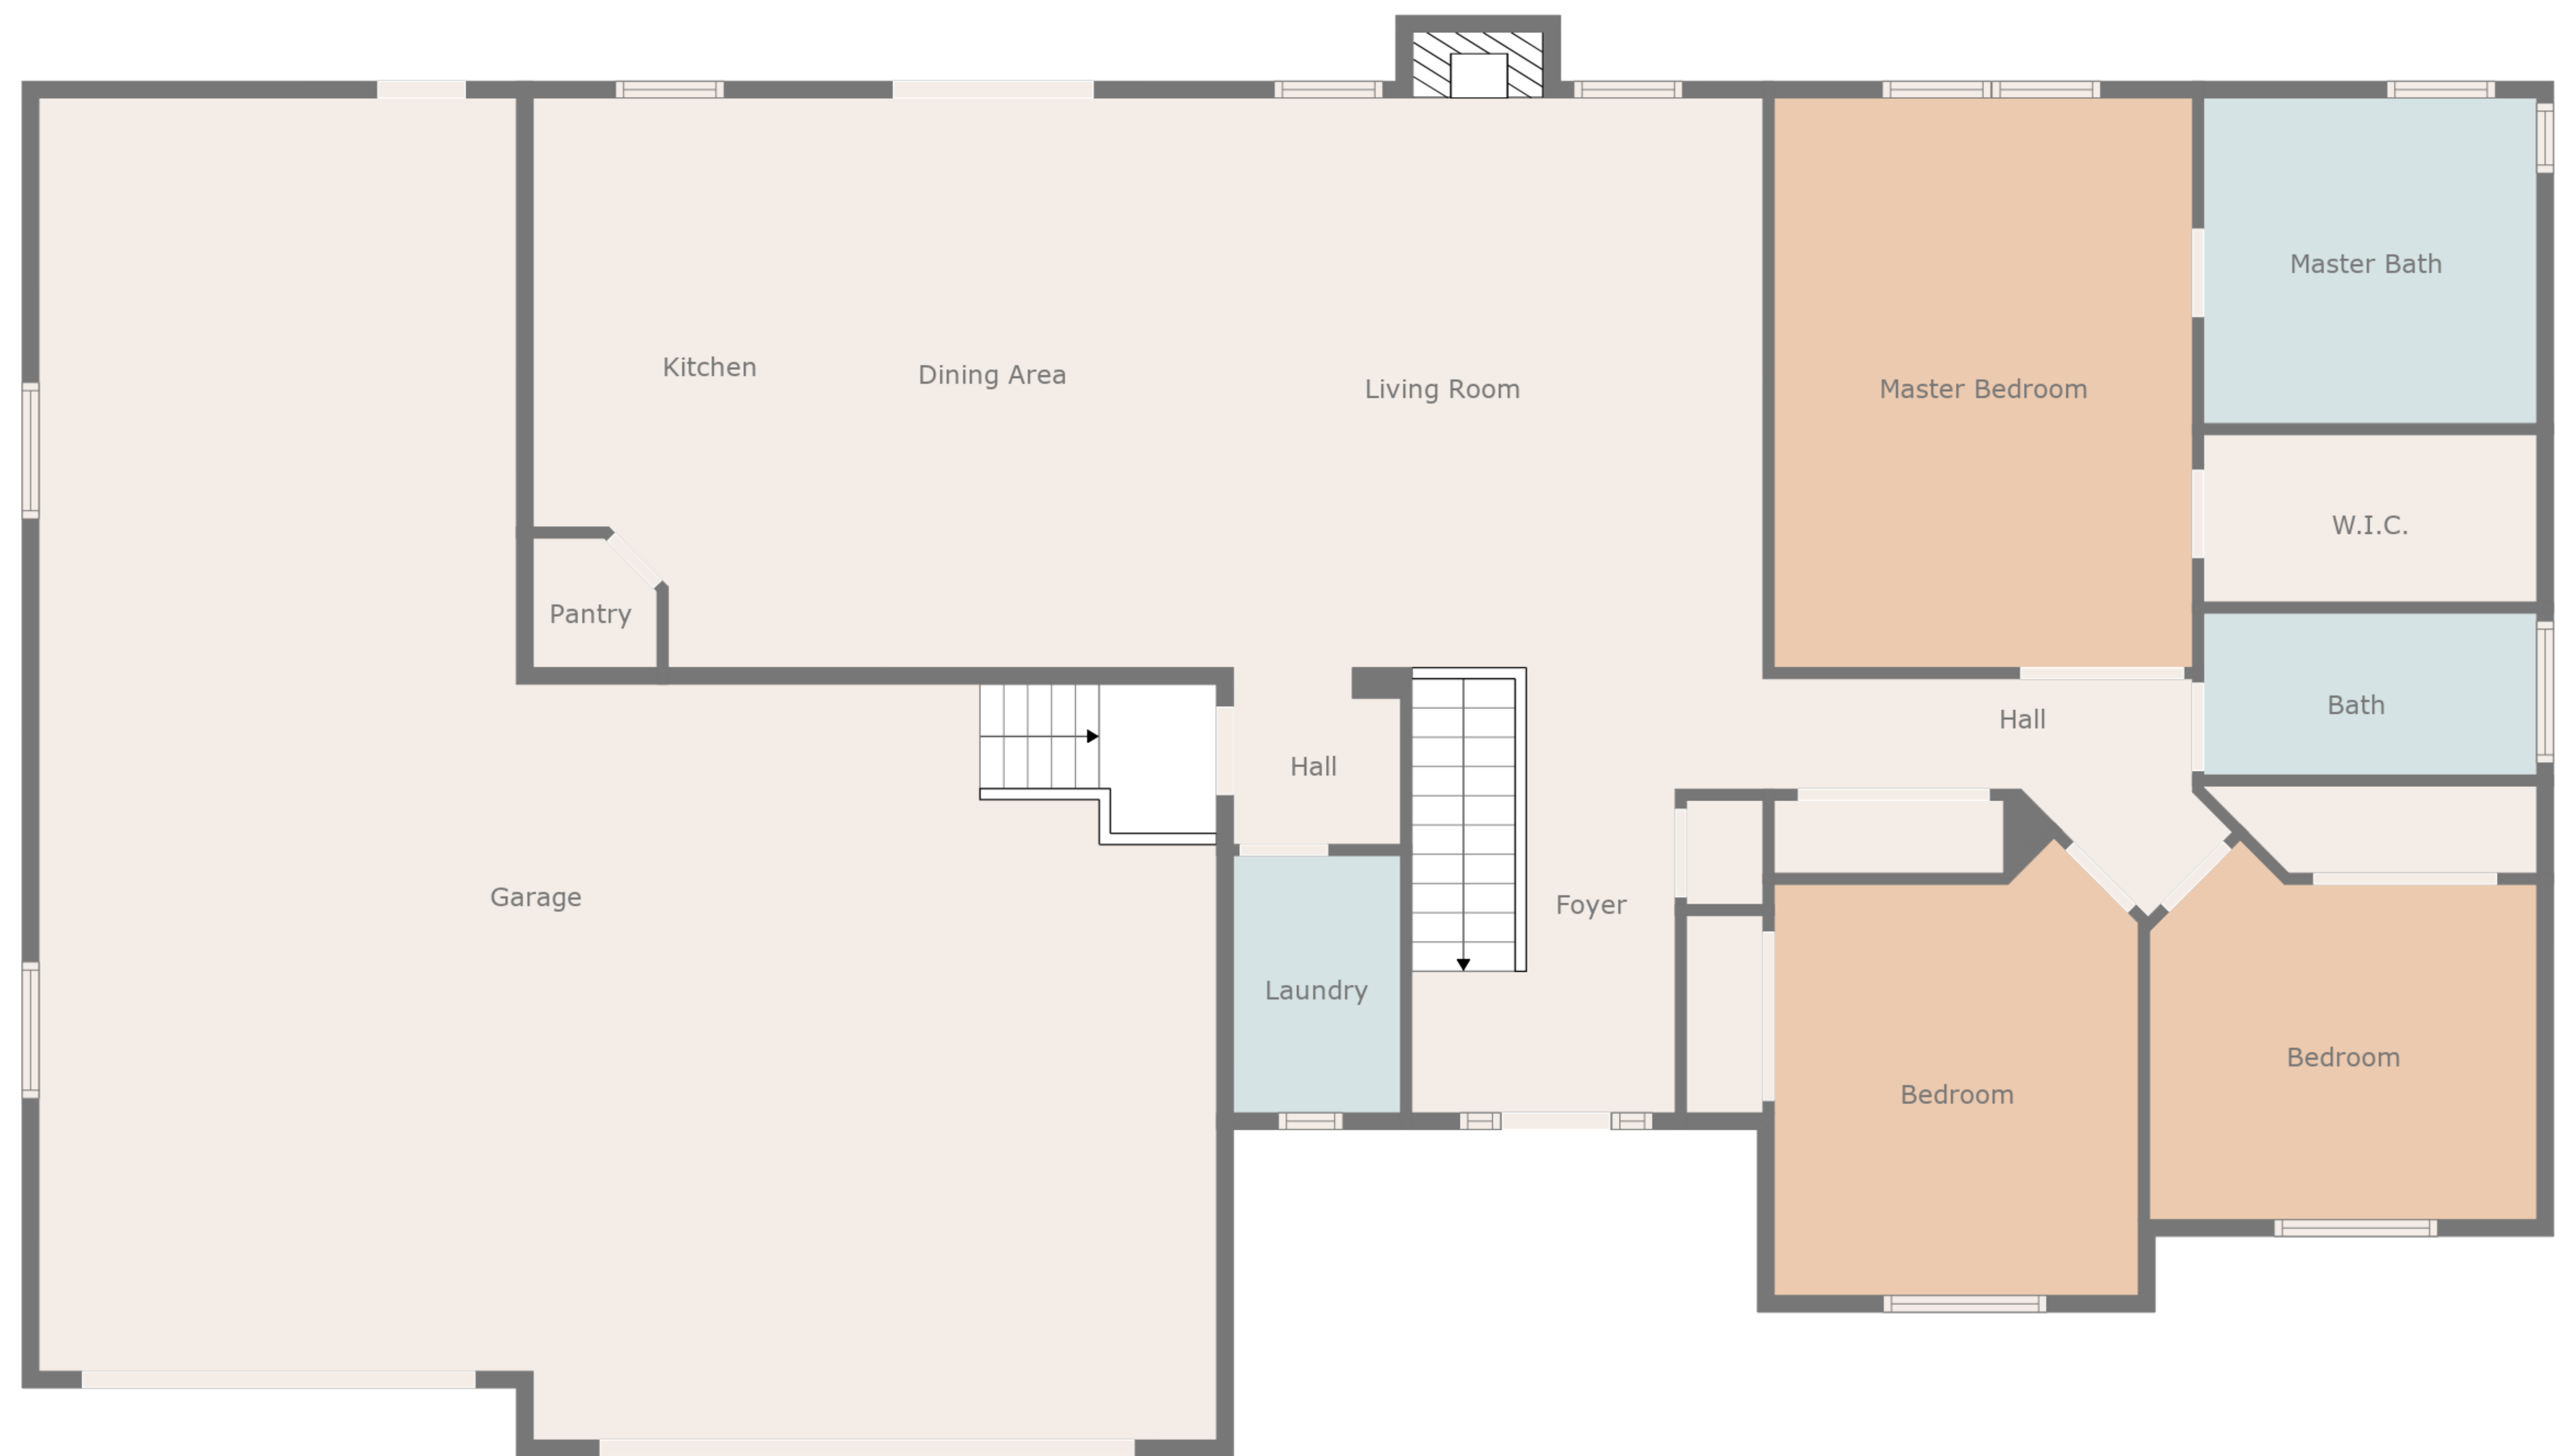 Master Bath
Kitchen
Dining Area
Living Room
Master Bedroom
W.I.C.
Pantry
Bath
Hall
Hall
Garage
Foyer
Laundry
Bedroom
Bedroom